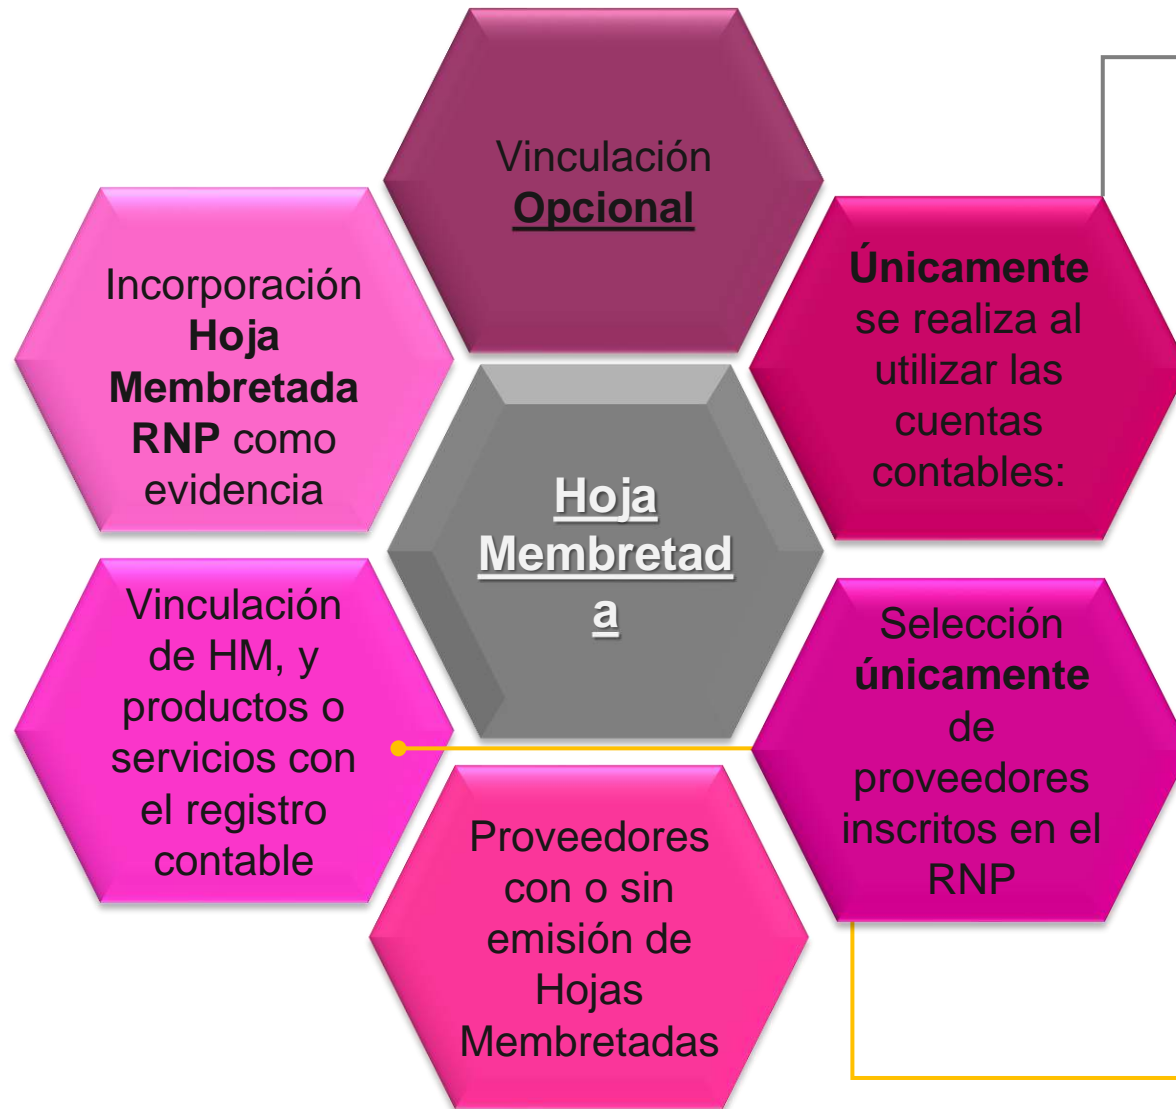 Vinculación
Opcional
Incorporación
Hoja
Membretada
RNP como
evidencia
Únicamente
se realiza al
utilizar las
cuentas
contables:
Hoja
Membretad
a
Vinculación
de HM, y
productos o
servicios con
el registro
contable
Selección
únicamente
de
proveedores
inscritos en el
RNP
Proveedores
con o sin
emisión de
Hojas
Membretadas